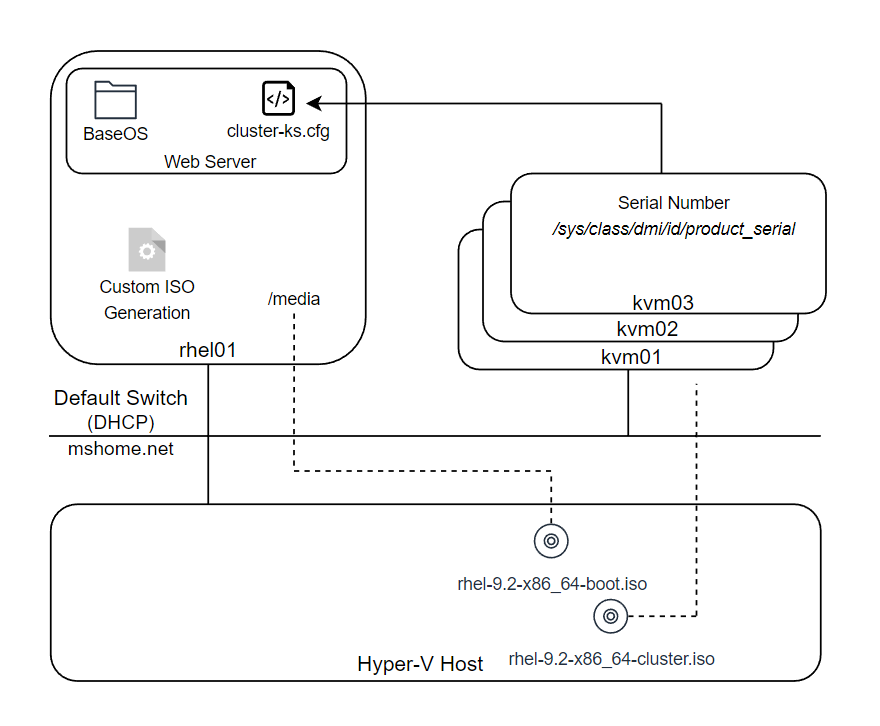 BaseOS
cluster-ks.cfg
Web Server
Custom ISO
Generation
/media
rhel01
Serial Number
/sys/class/dmi/id/product_serial
kvm03
kvm02
kvm01
Default Switch
(DHCP)
mshome.net
rhel-9.2-x86_64-boot.iso
rhel-9.2-x86_64-cluster.iso
Hyper-V Host